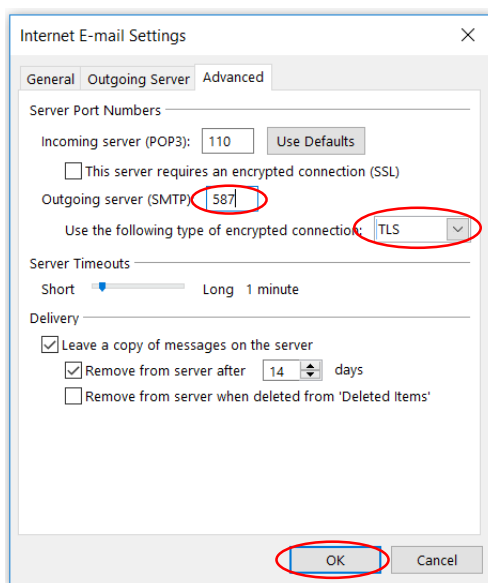 Internet E-mail Settings
General Outgoing Server Advanced
Server Port Numbers
Incoming server (POP3): 110 Use Defaults
This server requires an encrypted connection (SSL)
Outgoing server (SMTP) 587
Use the following type of encrypted connection: TLS
Server Timeouts
Short Long 1 minute
Delivery
Leave a copy of messages on the server
Remove from server after 14 days
Remove from server when deleted from 'Deleted Items'
OK Cancel